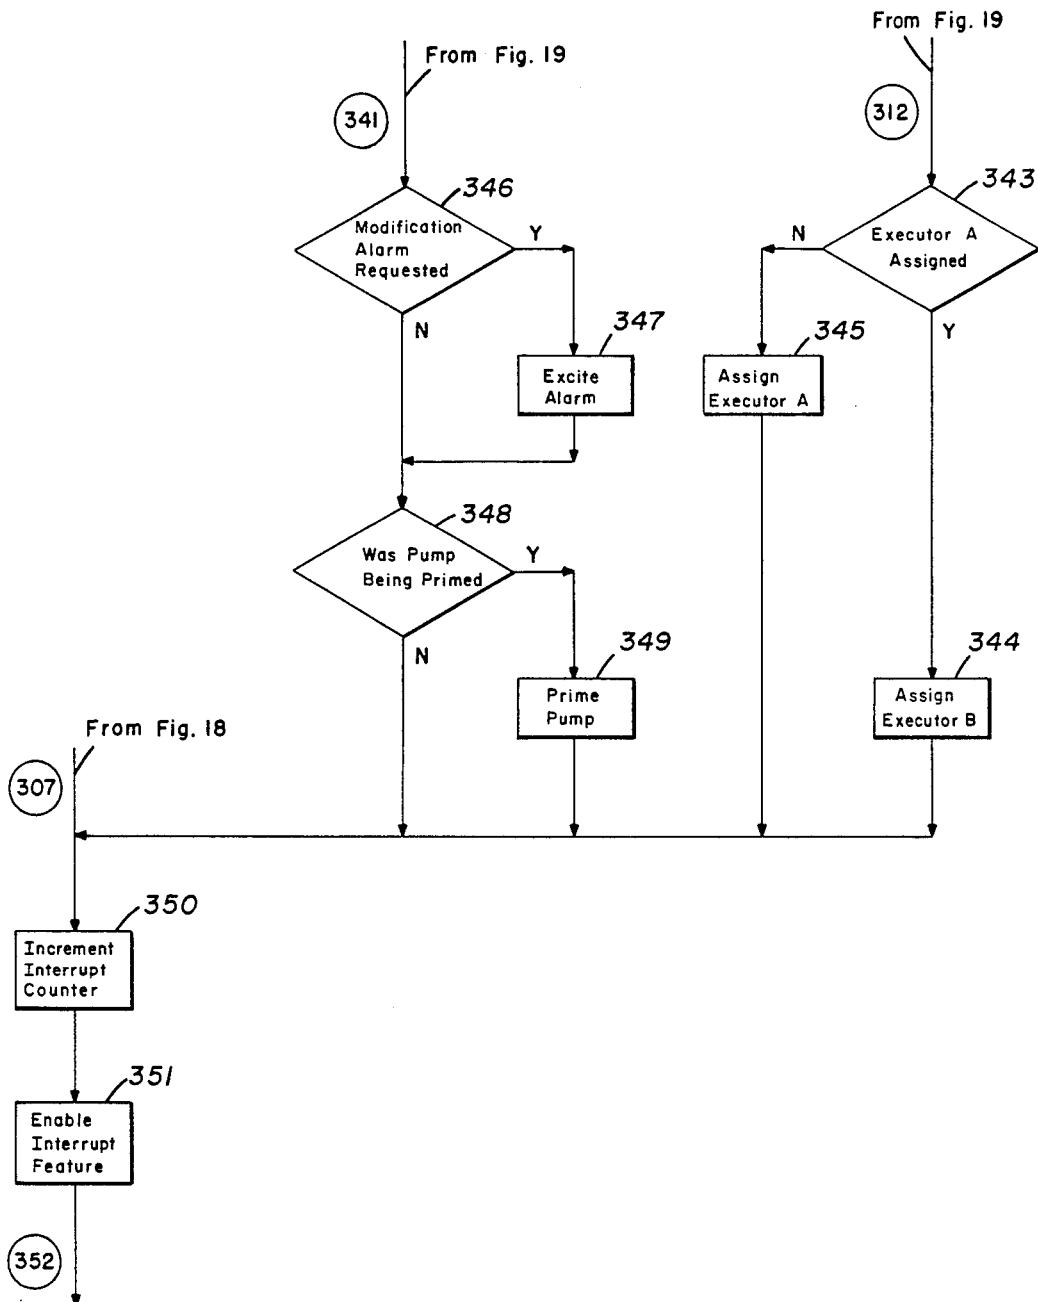 From Fig. 19
From Fig. 19
341
312
346
343
Modification
Alarm
Requested
Y
N
N
Executor A
Assigned
Y
347
345
Excite
Alarm
Assign
Executor A
348
Was Pump
Being Primed
Y
N
349
344
Prime
Pump
Assign
Executor B
From Fig. 18
307
350
Increment
Interrupt
Counter
351
Enable
Interrupt
Feature
352